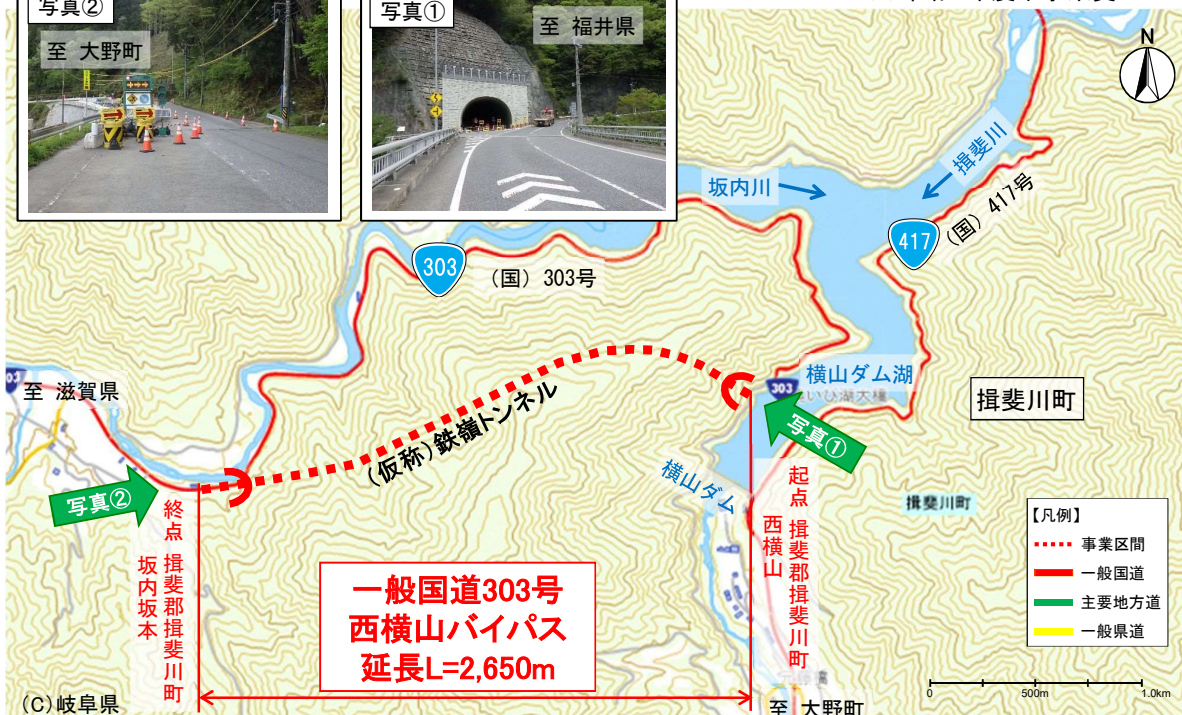 写真②
至 大野町
写真①
至 福井県
N
坂内川
揖斐川
(国) 417号
417
303
(国) 303号
至 滋賀県
(仮称)鉄嶺トンネル
303
横山ダム湖
揖斐川町
写真①
写真②
横山ダム
揖斐川町
終点 揖斐郡揖斐川町
坂内坂本
起点 揖斐郡揖斐川町
西横山
一般国道303号
西横山バイパス
延長L=2,650m
【凡例】
事業区間
一般国道
主要地方道
一般県道
0 500m 1.0km
(C)岐阜県
至 大野町